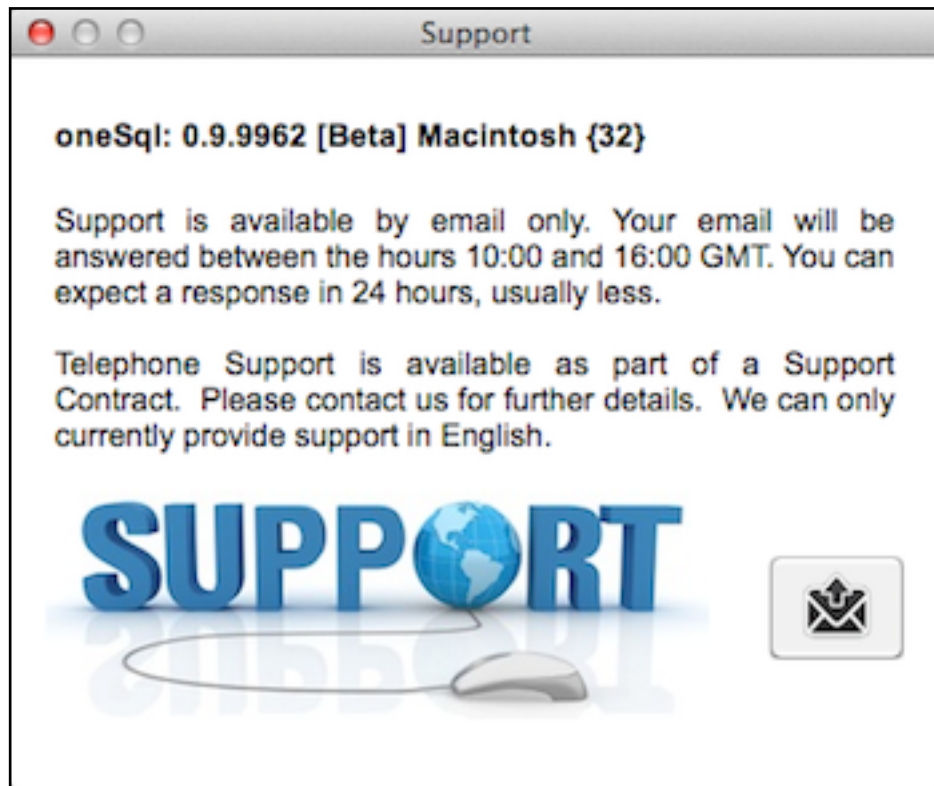 Support
oneSql: 0.9.9962 [Beta] Macintosh {32}
Support is available by email only. Your email will be
answered between the hours 10:00 and 16:00 GMT. You can
expect a response in 24 hours, usually less.
Telephone Support is available as part of a Support
Contract. Please contact us for further details. We can only
currently provide support in English.
SUPPORT